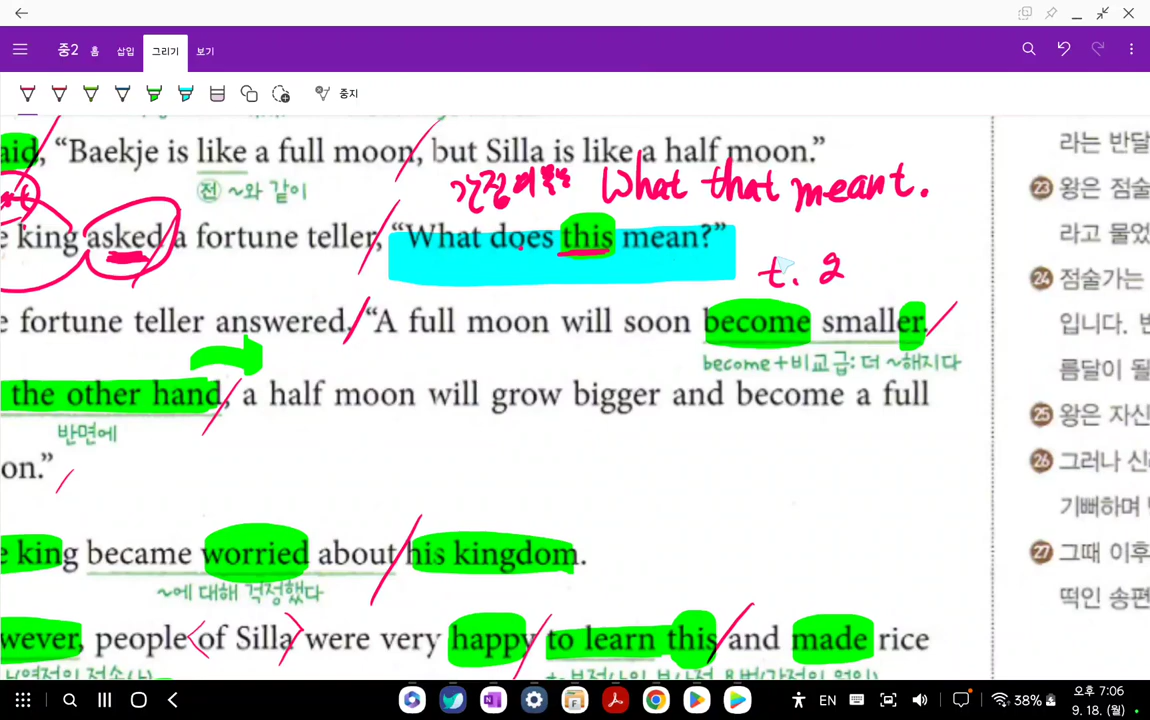 중2 홈 삽입 그리기 보기
중지
aid, “Baekje is like a full moon, but Silla is like a half moon.”
전 ~와 같이
간접의문문 What that meant.
e king asked a fortune teller, “What does this mean?”
t. 2
e fortune teller answered, “A full moon will soon become smaller.
become+비교급: 더 ~해지다
the other hand, a half moon will grow bigger and become a full
반면에
on.”
e king became worried about his kingdom.
~에 대해 걱정했다
wever, people of Silla were very happy to learn this and made rice
라는 반달
23 왕은 점술
라고 물었
24 점술가는
입니다. 반
름달이 될
25 왕은 자신
26 그러나 신
기뻐하며
27 그때 이후
떡인 송편
EN
38%
오후 7:06
9. 18. (월)